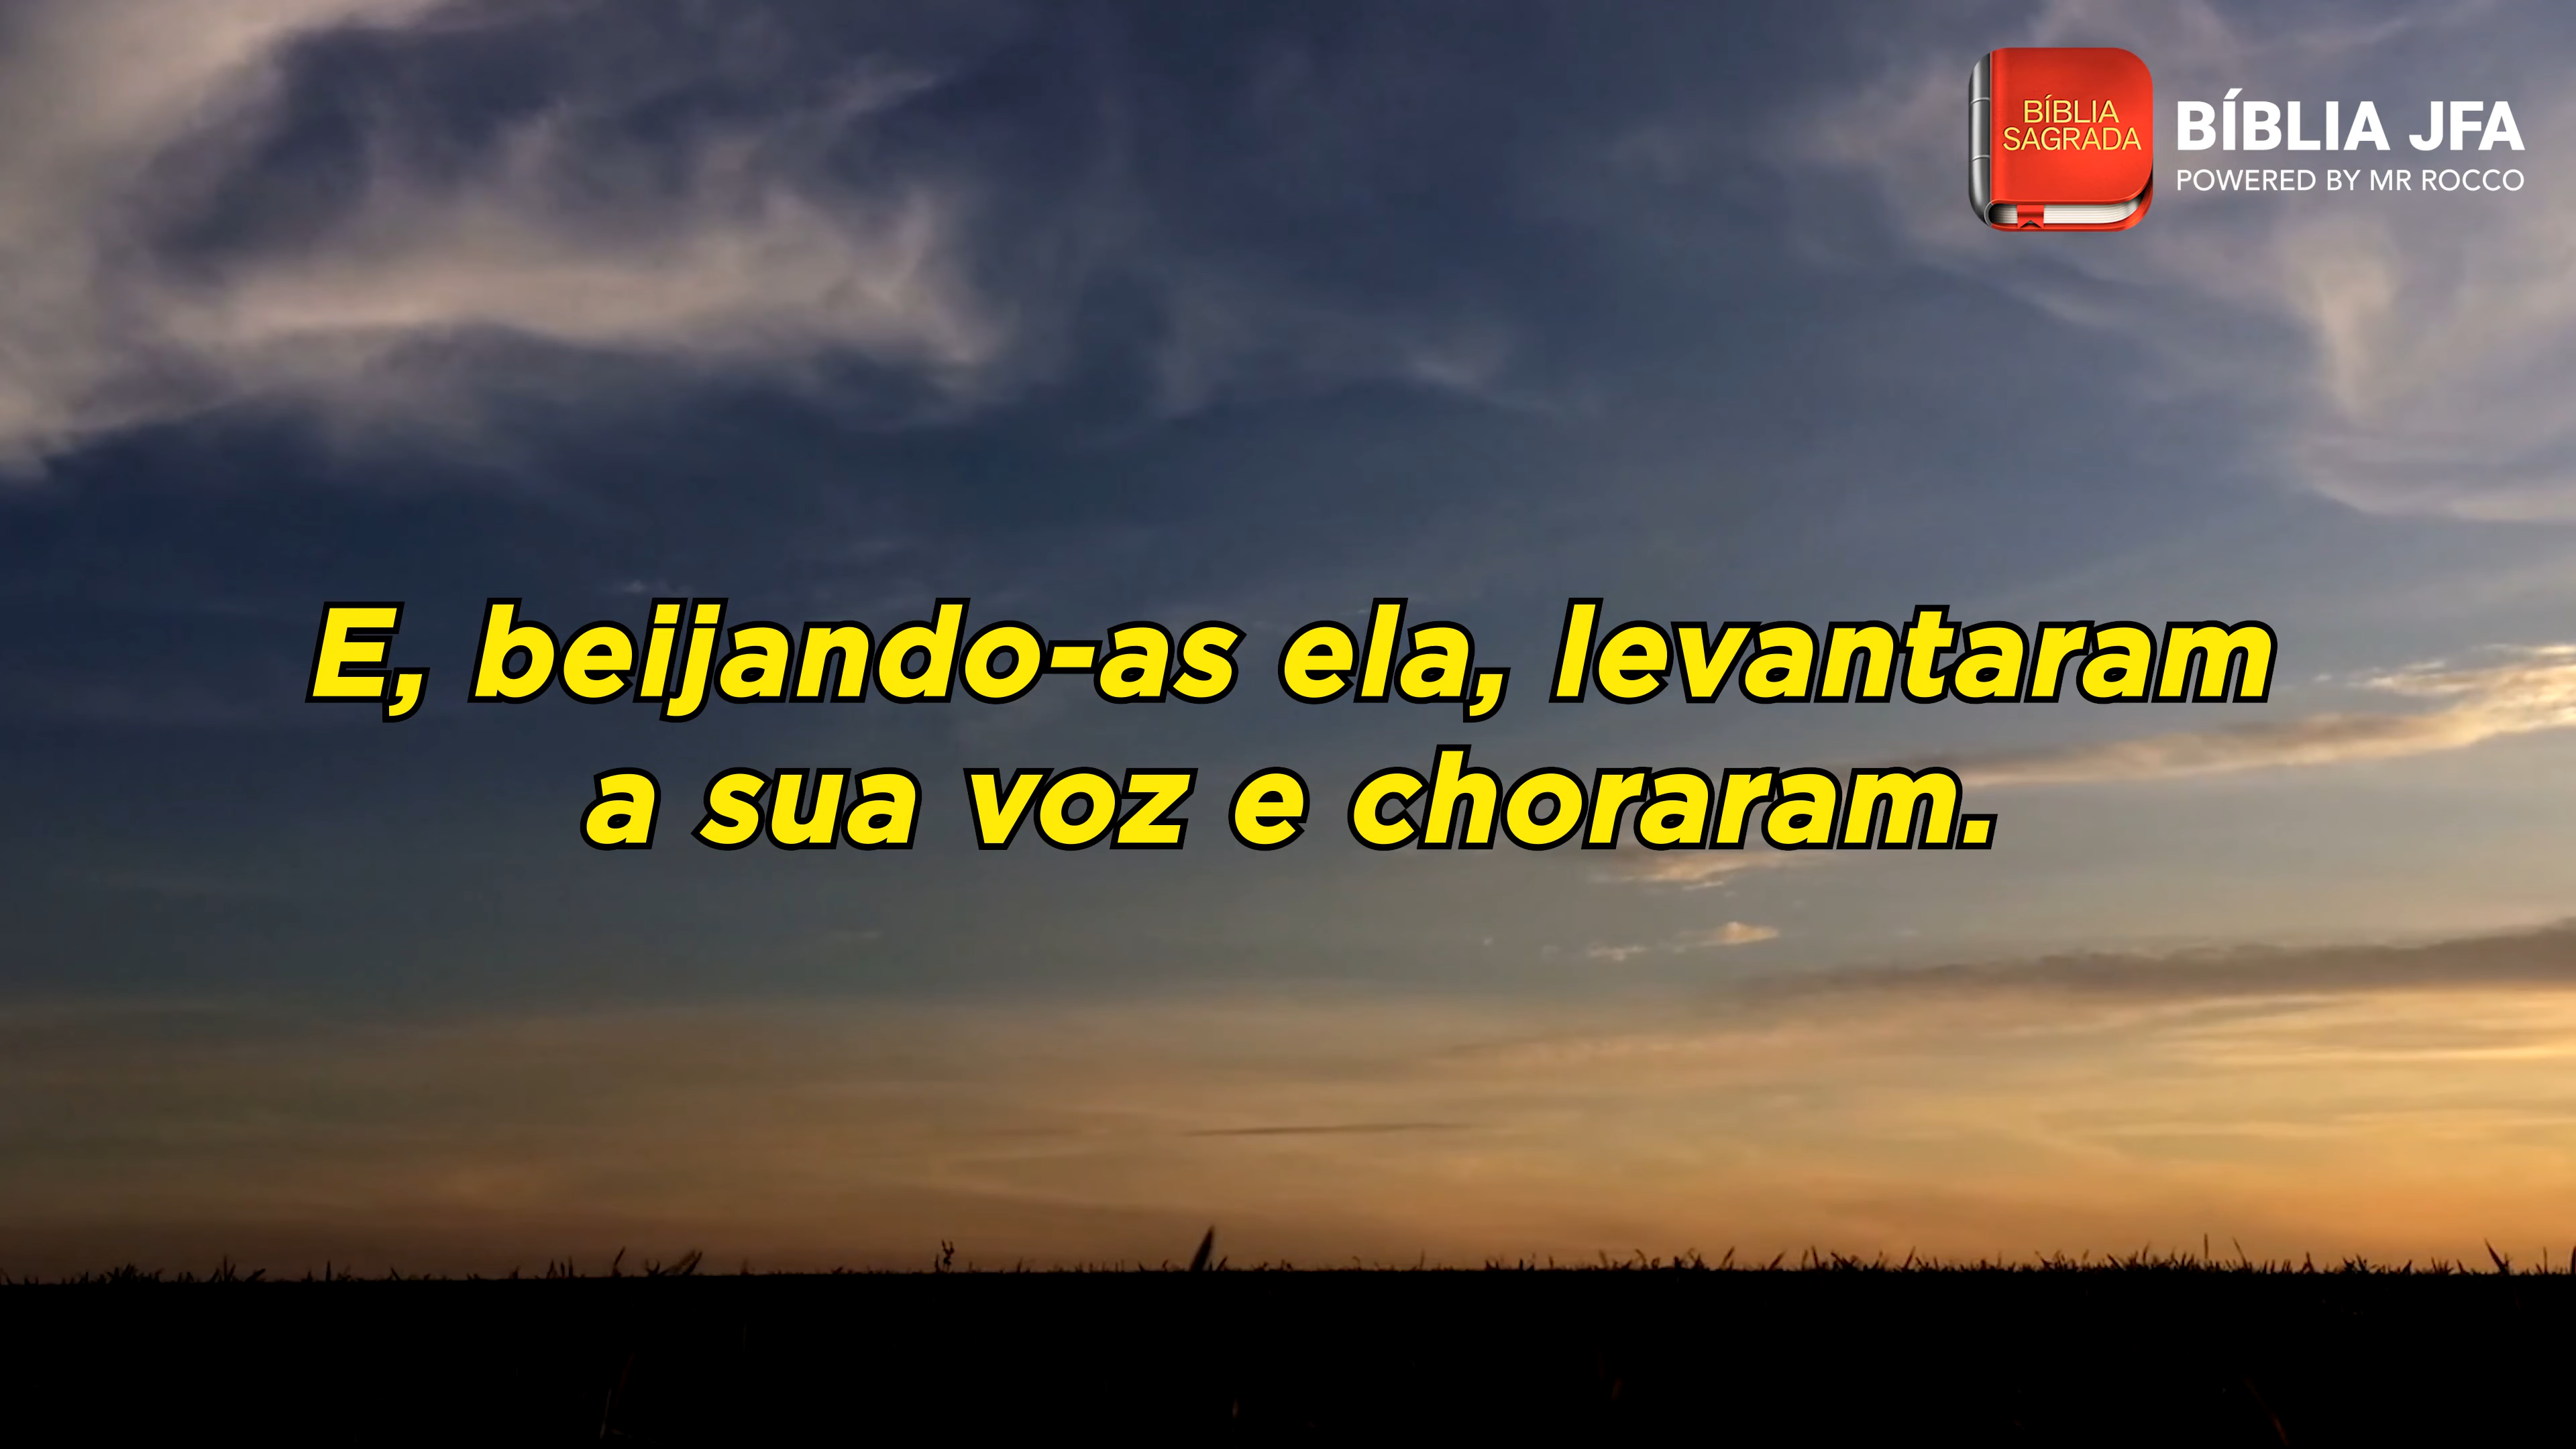 BÍBLIA
SAGRADA
BÍBLIA JFA
POWERED BY MR ROCCO
E, beijando-as ela, levantaram
a sua voz e choraram.